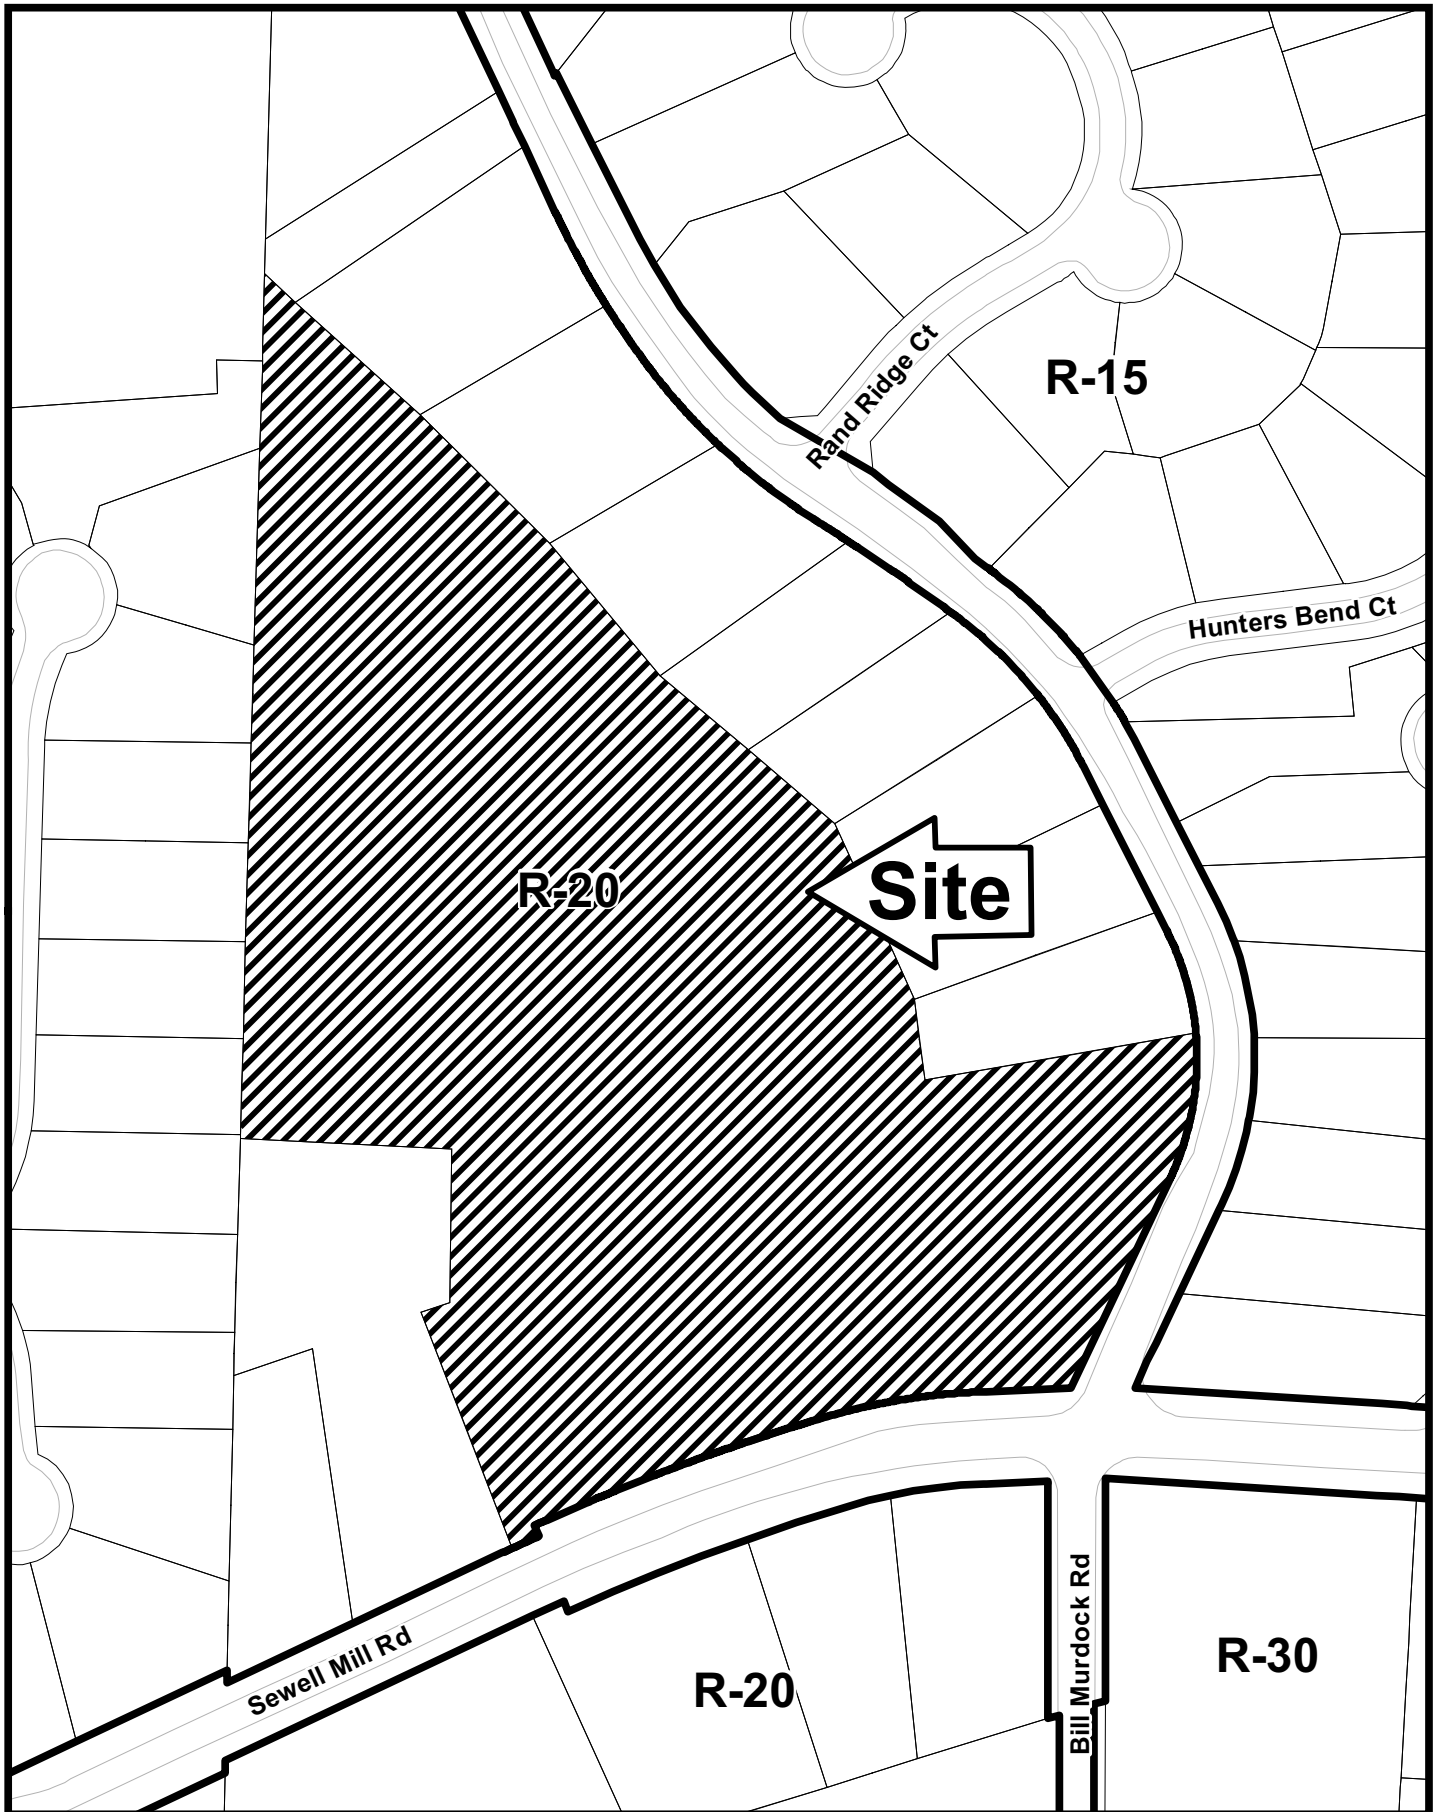 Rand Ridge Ct
R-15
Hunters Bend Ct
R-20
Site
Sewell Mill Rd
R-20
Bill Murdock Rd
R-30